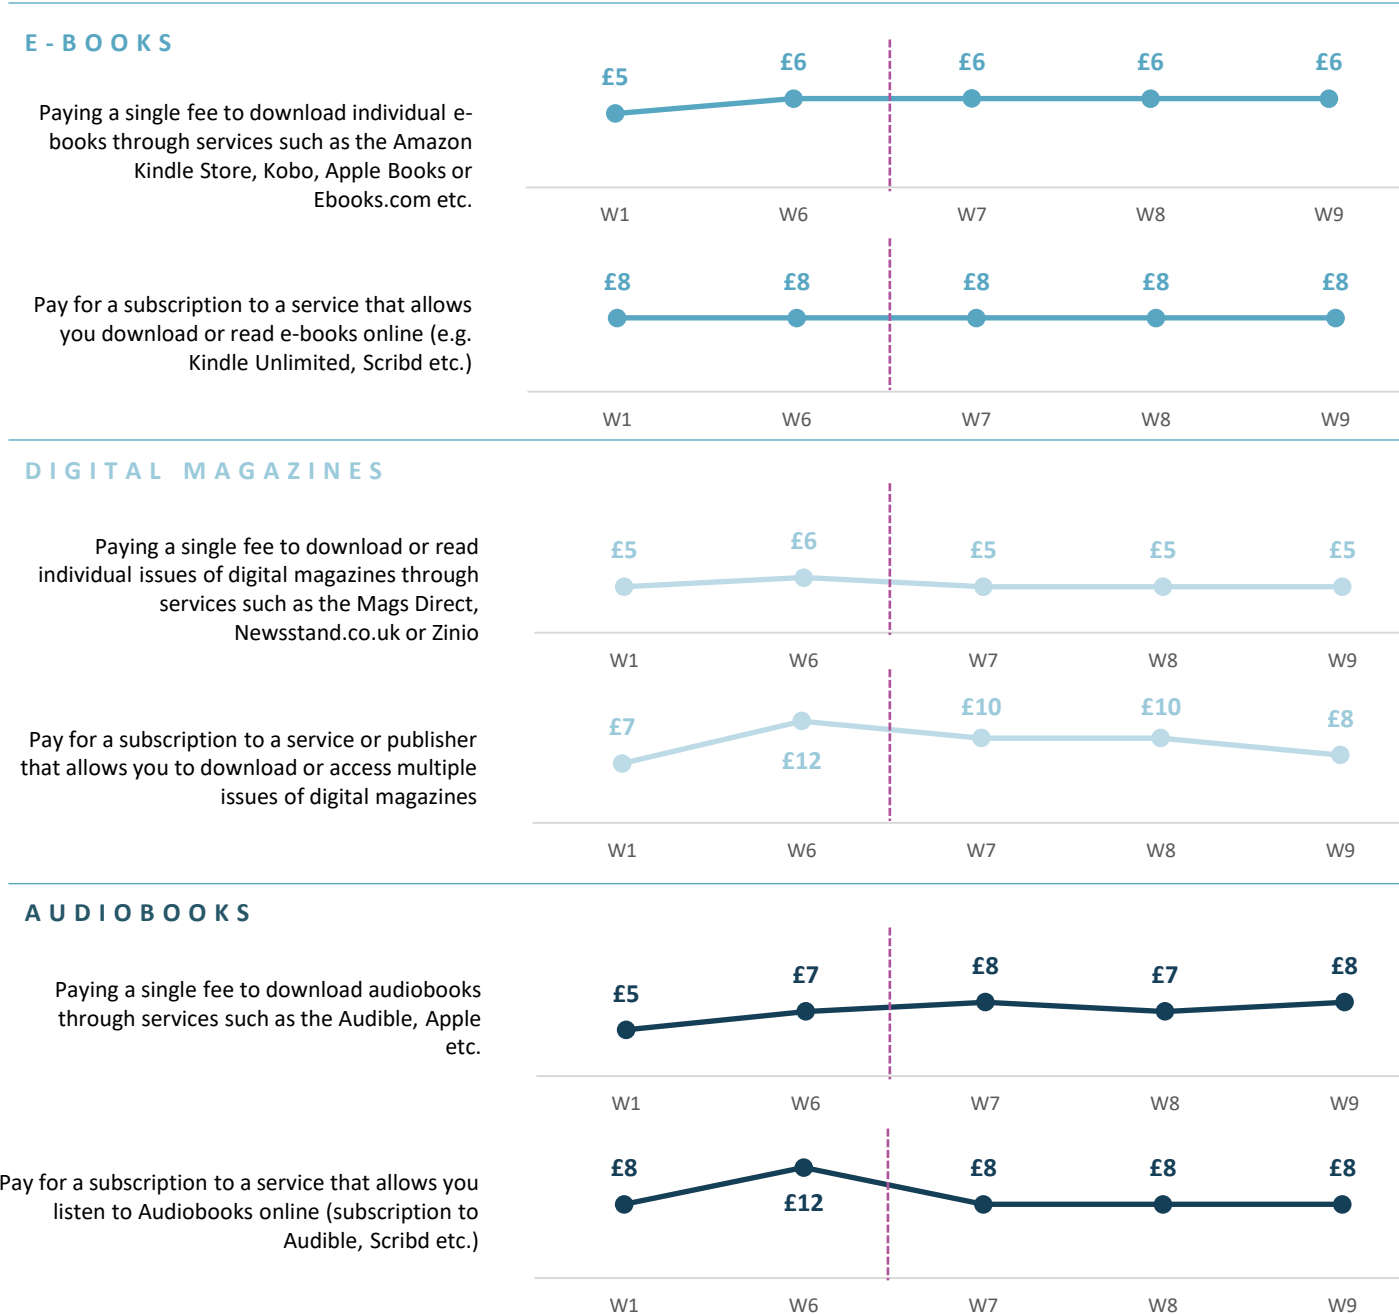 E-BOOKS
Paying a single fee to download individual e-
books through services such as the Amazon
Kindle Store, Kobo, Apple Books or
Ebooks.com etc.
£5 £6 £6 £6 £6
W1 W6 W7 W8 W9
Pay for a subscription to a service that allows
you download or read e-books online (e.g.
Kindle Unlimited, Scribd etc.)
£8 £8 £8 £8 £8
W1 W6 W7 W8 W9
DIGITAL MAGAZINES
Paying a single fee to download or read
individual issues of digital magazines through
services such as the Mags Direct,
Newsstand.co.uk or Zinio
£5 £6 £5 £5 £5
W1 W6 W7 W8 W9
Pay for a subscription to a service or publisher
that allows you to download or access multiple
issues of digital magazines
£7 £12 £10 £10 £8
W1 W6 W7 W8 W9
AUDIOBOOKS
Paying a single fee to download audiobooks
through services such as the Audible, Apple
etc.
£5 £7 £8 £7 £8
W1 W6 W7 W8 W9
Pay for a subscription to a service that allows you
listen to Audiobooks online (subscription to
Audible, Scribd etc.)
£8 £12 £8 £8 £8
W1 W6 W7 W8 W9